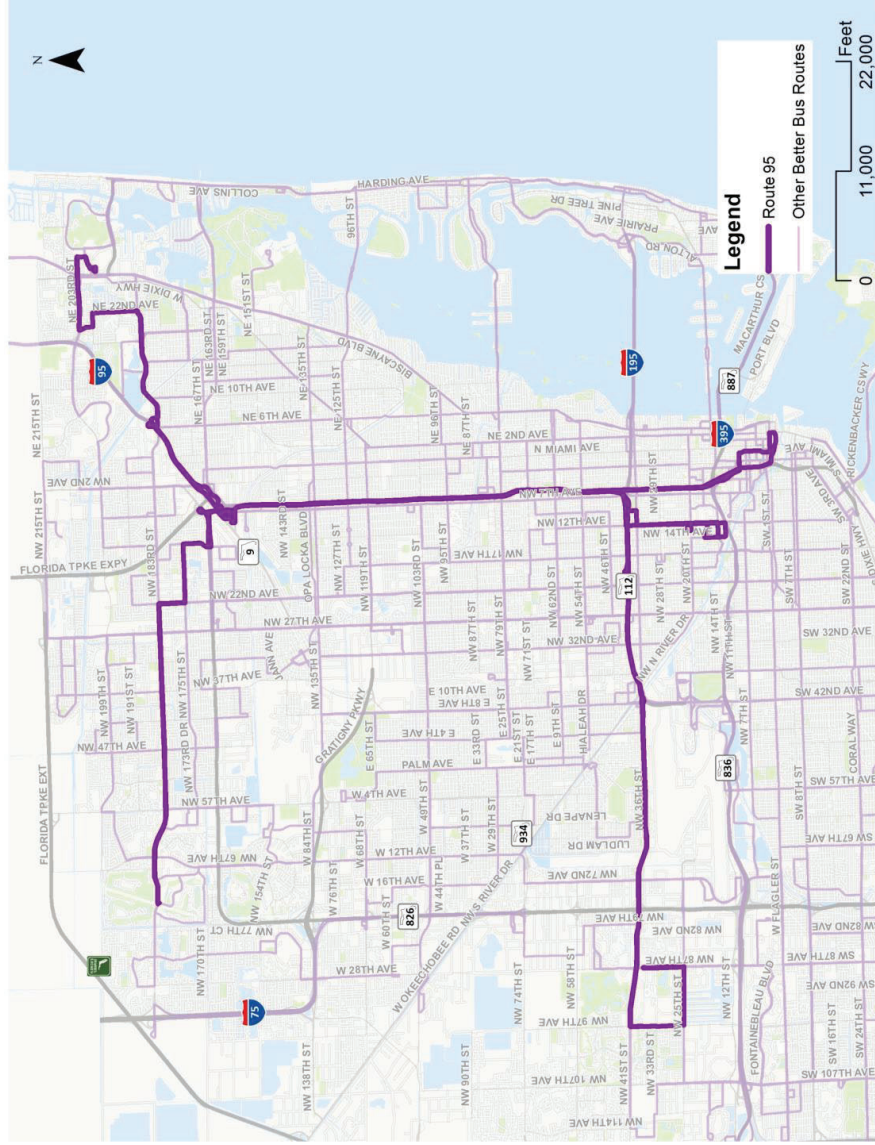 N
NE 203RD ST
NE 22ND AVE
W DIXIE HWY
COLLINS AVE
NE 215TH ST
95
NE 167TH ST
NE 163RD ST
NE 159TH ST
NE 151ST ST
NE 10TH AVE
NE 135TH ST
NE 6TH AVE
NE 125TH ST
96TH ST
HARDING AVE
BISCAYNE BLVD
NE 96TH ST
NE 87TH ST
NE 2ND AVE
N MIAMI AVE
PINE TREE DR
PRAIRIE AVE
ALTON RD
195
395
887
MACARTHUR CS
PORT BLVD
RICKENBACKER CSWY
S MIAMI AVE
SW 3RD AVE
S DIXIE HWY
NW 2ND AVE
NW 215TH ST
FLORIDA TPKE EXPY
NW 183RD ST
9
NW 143RD ST
OPA LOCKA BLVD
NW 127TH ST
NW 119TH ST
NW 103RD ST
NW 95TH ST
NW 7TH AVE
NW 12TH AVE
NW 17TH AVE
NW 14TH AVE
NW 29TH ST
NW 20TH ST
NW 28TH ST
NW 46TH ST
NW 54TH ST
NW 62ND ST
112
SW 1ST ST
SW 7TH ST
SW 22ND ST
NW 22ND AVE
NW 27TH AVE
NW 32ND AVE
NW 37TH AVE
JANN AVE
NW 135TH ST
NW 87TH ST
NW 79TH ST
NW 71ST ST
NW N RIVER DR
NW 14TH ST
NW 11TH ST
NW 7TH ST
SW 32ND AVE
SW 42ND AVE
CORAL WAY
NW 199TH ST
NW 191ST ST
NW 175TH ST
NW 173RD DR
NW 47TH AVE
NW 57TH AVE
NW 67TH AVE
FLORIDA TPKE EXT
GRATIGNY PKWY
E 65TH ST
E 10TH AVE
E 8TH AVE
E 4TH AVE
PALM AVE
E 33RD ST
E 25TH ST
E 21ST ST
E 17TH ST
E 9TH ST
HIALEAH DR
W 4TH AVE
W 84TH ST
W 76TH ST
W 68TH ST
W 60TH ST
W 49TH ST
W 44TH PL
W 37TH ST
W 29TH ST
W 12TH AVE
W 16TH AVE
W 28TH AVE
934
LENAPE DR
LUDLAM DR
NW 36TH ST
836
SW 57TH AVE
SW 8TH ST
SW 67TH AVE
NW 72ND AVE
W FLAGLER ST
NW 154TH ST
NW 77TH CT
NW 170TH ST
826
75
NW 138TH ST
W OKEECHOBEE RD
NW S RIVER DR
NW 79TH AVE
NW 82ND AVE
NW 87TH AVE
SW 82ND AVE
SW 87TH AVE
SW 92ND AVE
NW 74TH ST
NW 58TH ST
NW 90TH ST
NW 97TH AVE
NW 107TH AVE
NW 114TH AVE
NW 41ST ST
NW 33RD ST
NW 25TH ST
NW 12TH ST
FONTAINEBLEAU BLVD
SW 16TH ST
SW 24TH ST
SW 107TH AVE
Legend
Route 95
Other Better Bus Routes
0 11,000 22,000
Feet